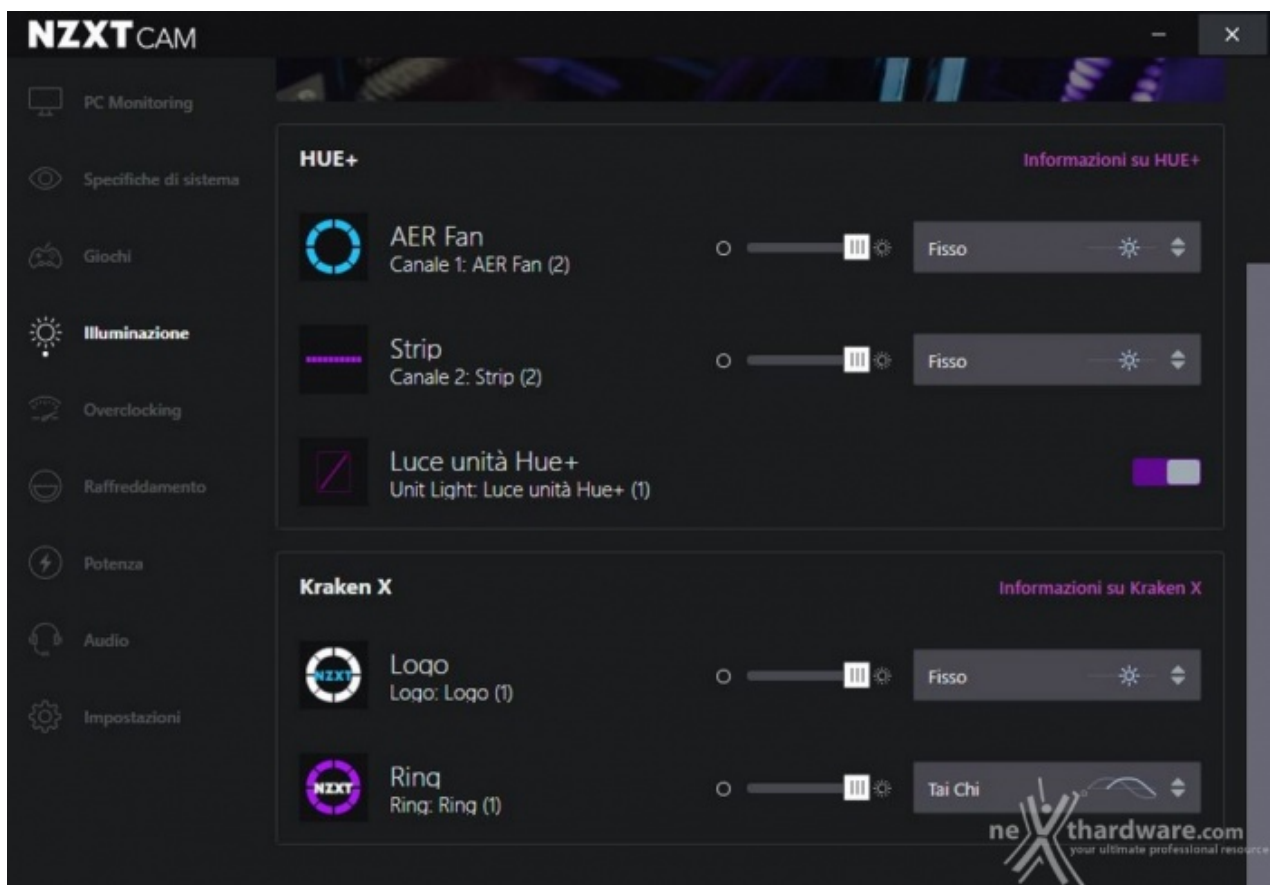 NZXT CAM
PC Monitoring
Specifiche di sistema
Giochi
Illuminazione
Overclocking
Raffreddamento
Potenza
Audio
Impostazioni
HUE+
Informazioni su HUE+
AER Fan
Canale 1: AER Fan (2)
Fisso
Strip
Canale 2: Strip (2)
Fisso
Luce unità Hue+
Unit Light: Luce unità Hue+ (1)
Kraken X
Informazioni su Kraken X
NZXT
Logo
Logo: Logo (1)
Fisso
NZXT
Ring
Ring: Ring (1)
Tai Chi
nexthardware.com
your ultimate professional resource